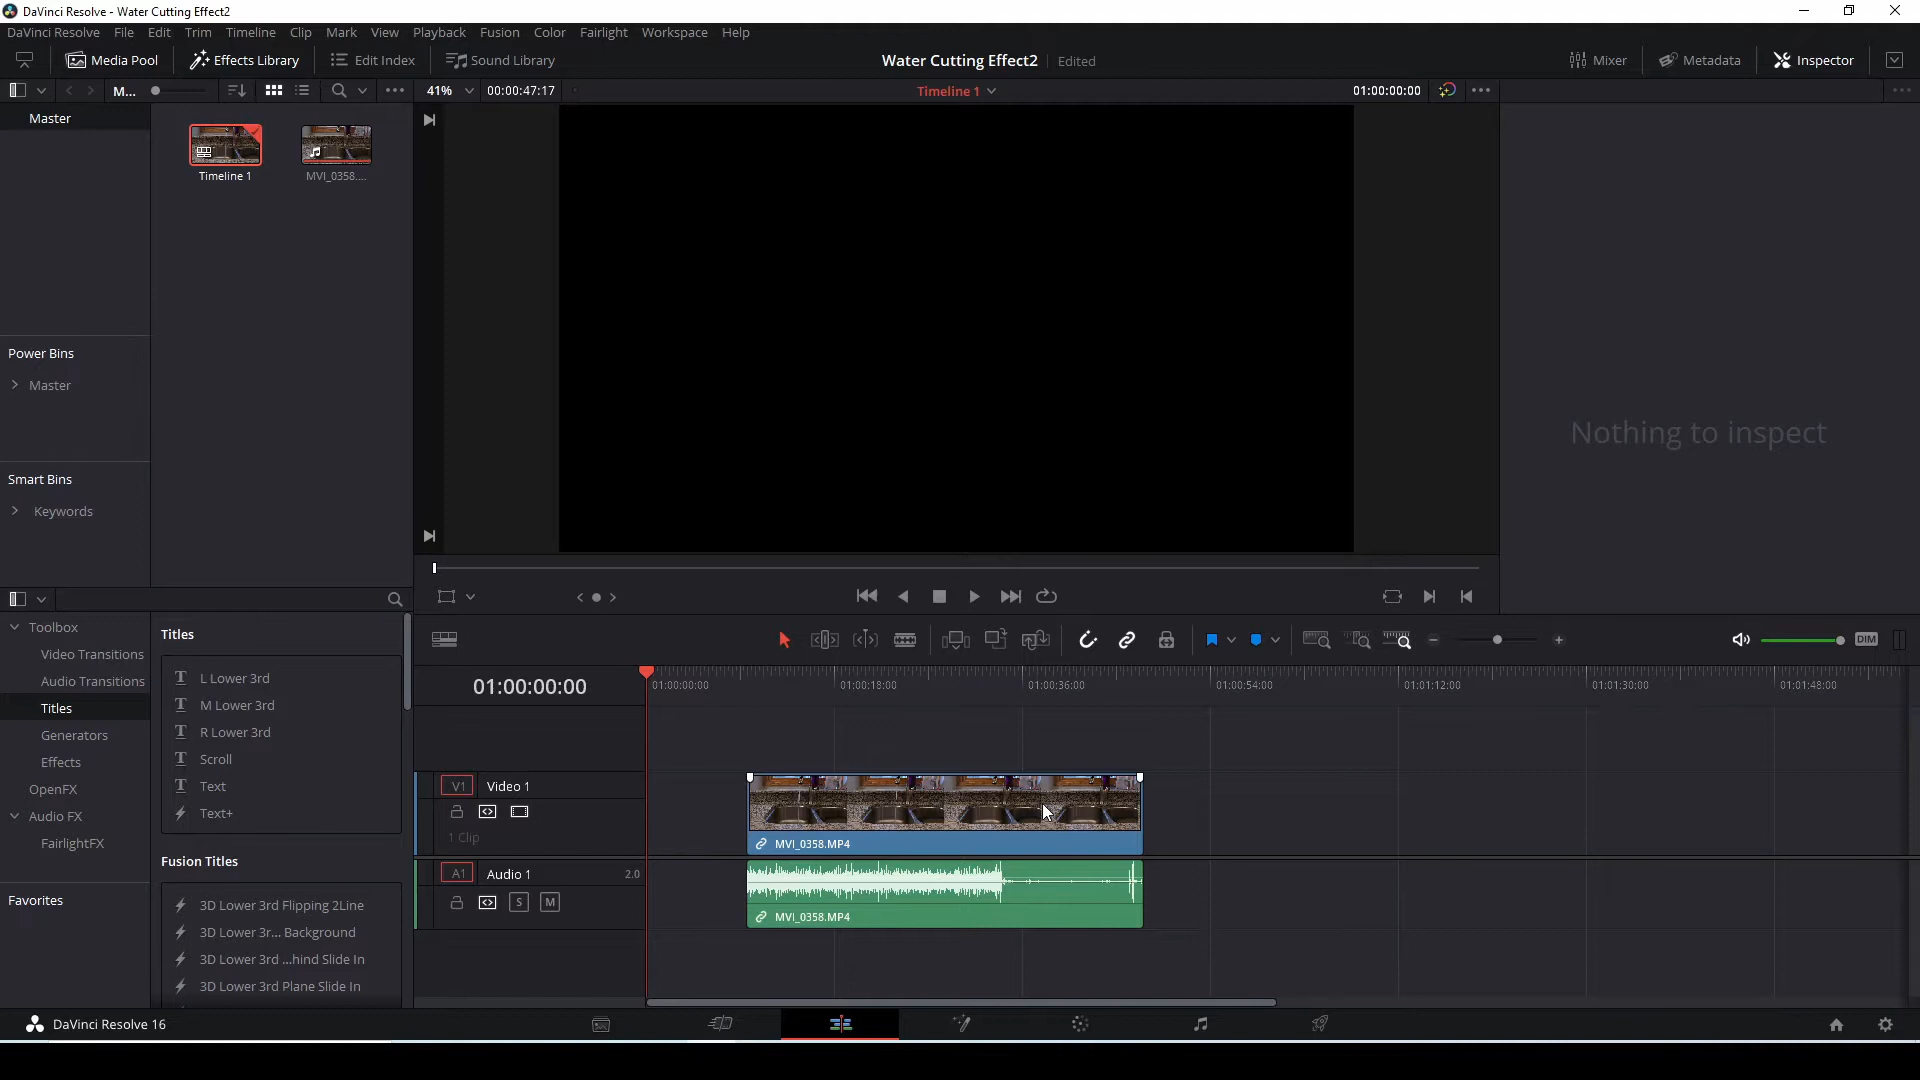 DaVinci Resolve - Water Cutting Effect2
DaVinci Resolve File Edit Trim Timeline Clip Mark View Playback Fusion Color Fairlight Workspace Help
Media Pool Effects Library Edit Index Sound Library Water Cutting Effect2 Edited Mixer Metadata Inspector
M... 41% 00:00:47:17 Timeline 1 01:00:00:00
Master
Timeline 1 MVI_0358....
Power Bins
Master
Nothing to inspect
Smart Bins
Keywords
Toolbox
Video Transitions
Audio Transitions
Titles
Generators
Effects
OpenFX
Audio FX
FairlightFX
Favorites
Titles
L Lower 3rd
M Lower 3rd
R Lower 3rd
Scroll
Text
Text+
Fusion Titles
3D Lower 3rd Flipping 2Line
3D Lower 3r... Background
3D Lower 3rd ...hind Slide In
3D Lower 3rd Plane Slide In
DIM
01:00:00:00 01:00:00:00 01:00:18:00 01:00:36:00 01:00:54:00 01:01:12:00 01:01:30:00 01:01:48:00
V1 Video 1
1 Clip
MVI_0358.MP4
A1 Audio 1 2.0
S M
MVI_0358.MP4
DaVinci Resolve 16